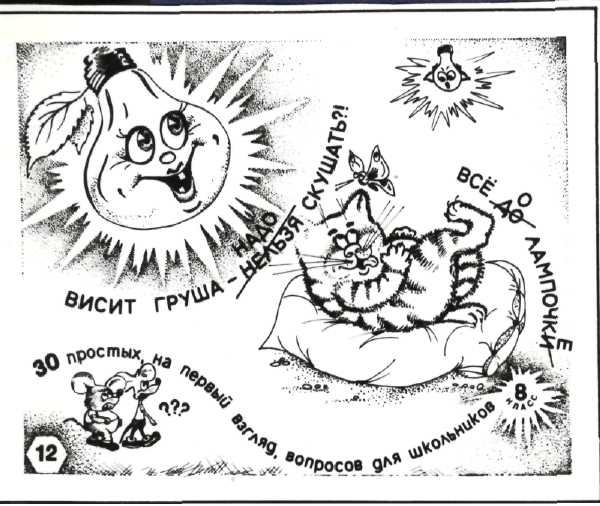 ВИСИТ ГРУША - НЕЛЬЗЯ СКУШАТЬ?!
НАДО
ВСЁ ДО ЛАМПОЧКИ
О
Е
30 простых, на первый взгляд, вопросов для школьников
8
КЛАСС
???
12